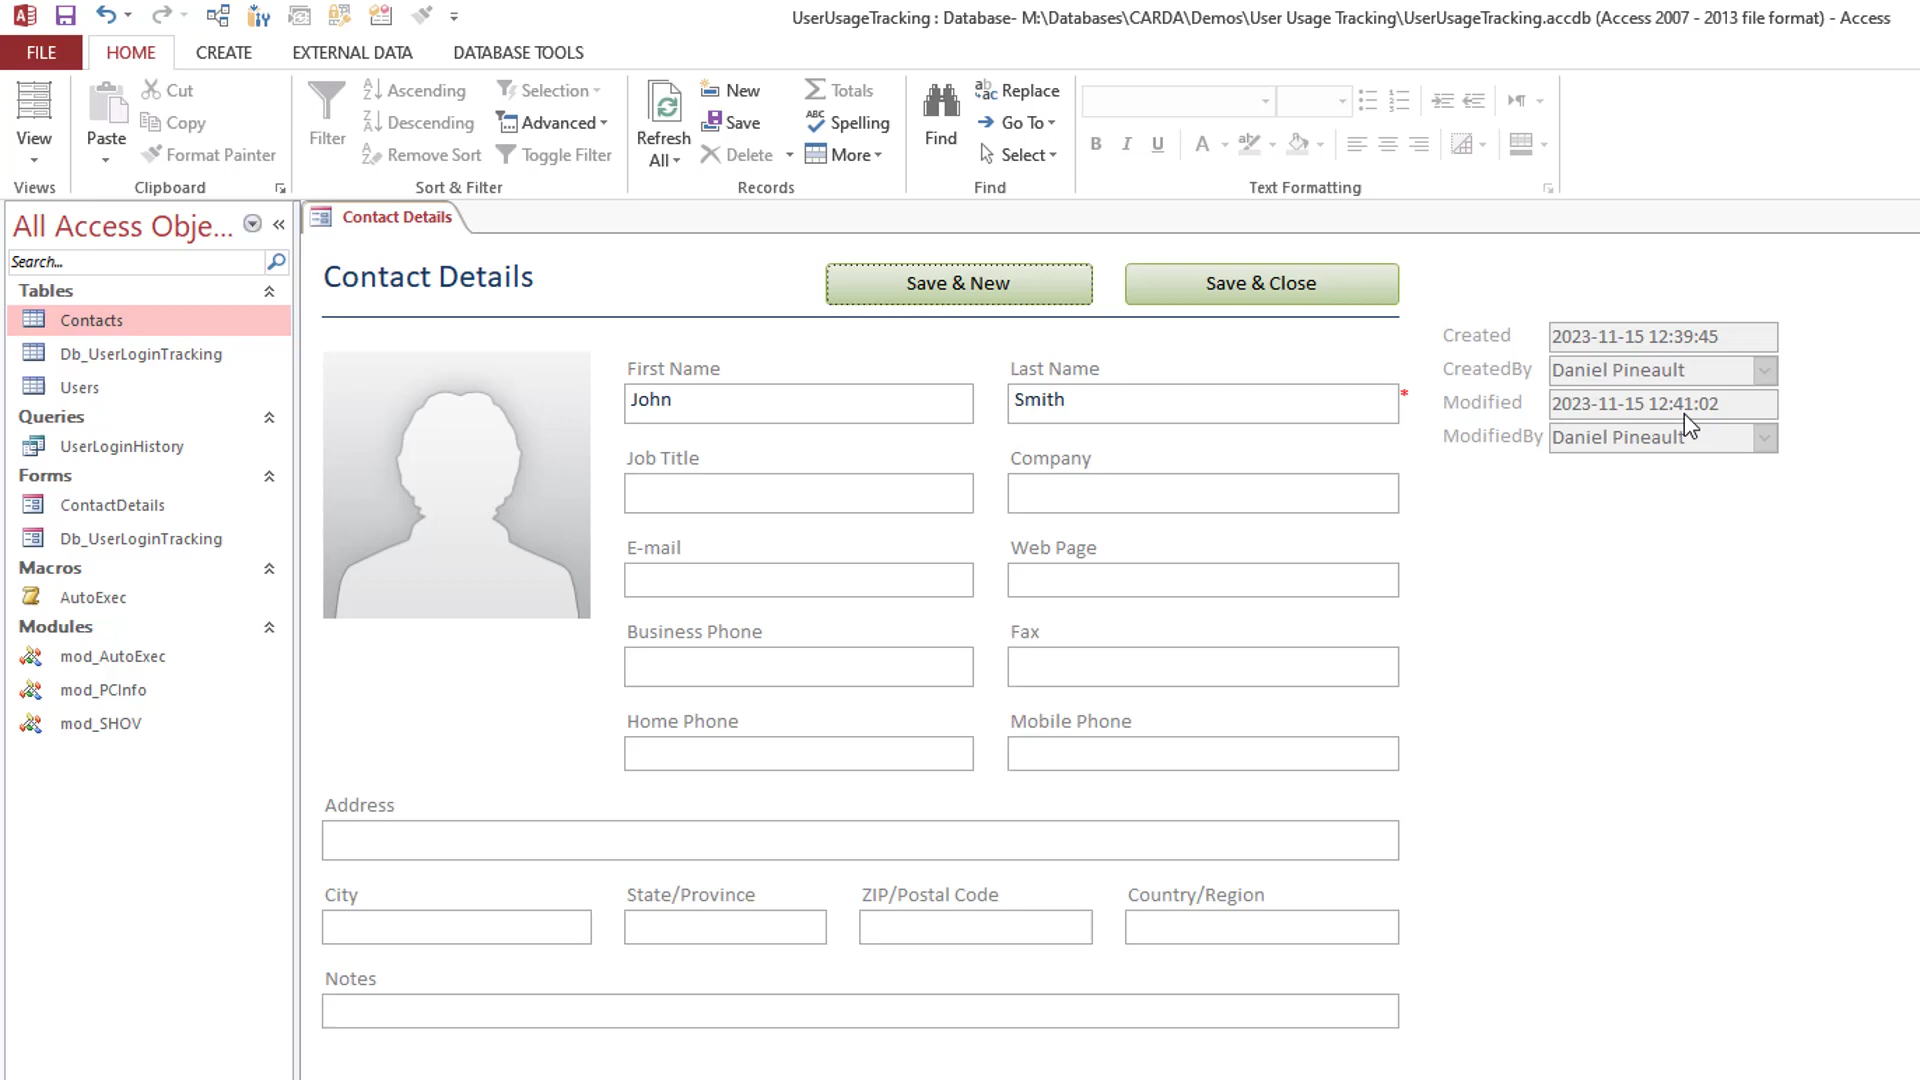 UserUsageTracking : Database- M:\Databases\CARDA\Demos\User Usage Tracking\UserUsageTracking.accdb (Access 2007 - 2013 file format) - Access
FILE HOME CREATE EXTERNAL DATA DATABASE TOOLS
View
Views
Paste
Cut
Copy
Format Painter
Clipboard
Filter
Ascending
Descending
Remove Sort
Selection
Advanced
Toggle Filter
Sort & Filter
Refresh
All
New
Save
Delete
Totals
Spelling
More
Records
Find
Replace
Go To
Select
Find
B I U A
Text Formatting
All Access Obje...
Search...
Tables
Contacts
Db_UserLoginTracking
Users
Queries
UserLoginHistory
Forms
ContactDetails
Db_UserLoginTracking
Macros
AutoExec
Modules
mod_AutoExec
mod_PCInfo
mod_SHOV
Contact Details
Contact Details
Save & New
Save & Close
First Name
John
Last Name
Smith
*
Job Title
Company
E-mail
Web Page
Business Phone
Fax
Home Phone
Mobile Phone
Address
City
State/Province
ZIP/Postal Code
Country/Region
Notes
Created 2023-11-15 12:39:45
CreatedBy Daniel Pineault
Modified 2023-11-15 12:41:02
ModifiedBy Daniel Pineault